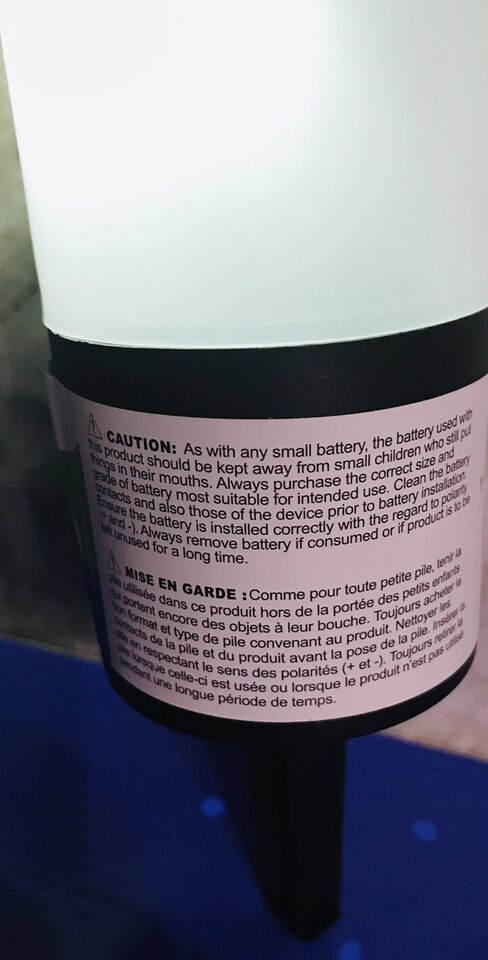 ⚠ CAUTION: As with any small battery, the battery used with
this product should be kept away from small children who still put
things in their mouths. Always purchase the correct size and
grade of battery most suitable for intended use. Clean the battery
contacts and also those of the device prior to battery installation.
Ensure the battery is installed correctly with the regard to polarity
(+ and -). Always remove battery if consumed or if product is to be
left unused for a long time.
⚠ MISE EN GARDE : Comme pour toute petite pile, tenir la
pile utilisée dans ce produit hors de la portée des petits enfants
qui portent encore des objets à leur bouche. Toujours acheter le
bon format et type de pile convenant au produit. Nettoyer les
contacts de la pile et du produit avant la pose de la pile. Insérer la
pile en respectant le sens des polarités (+ et -). Toujours retirer la
pile lorsque celle-ci est usée ou lorsque le produit n'est pas utilisé
pendant une longue période de temps.